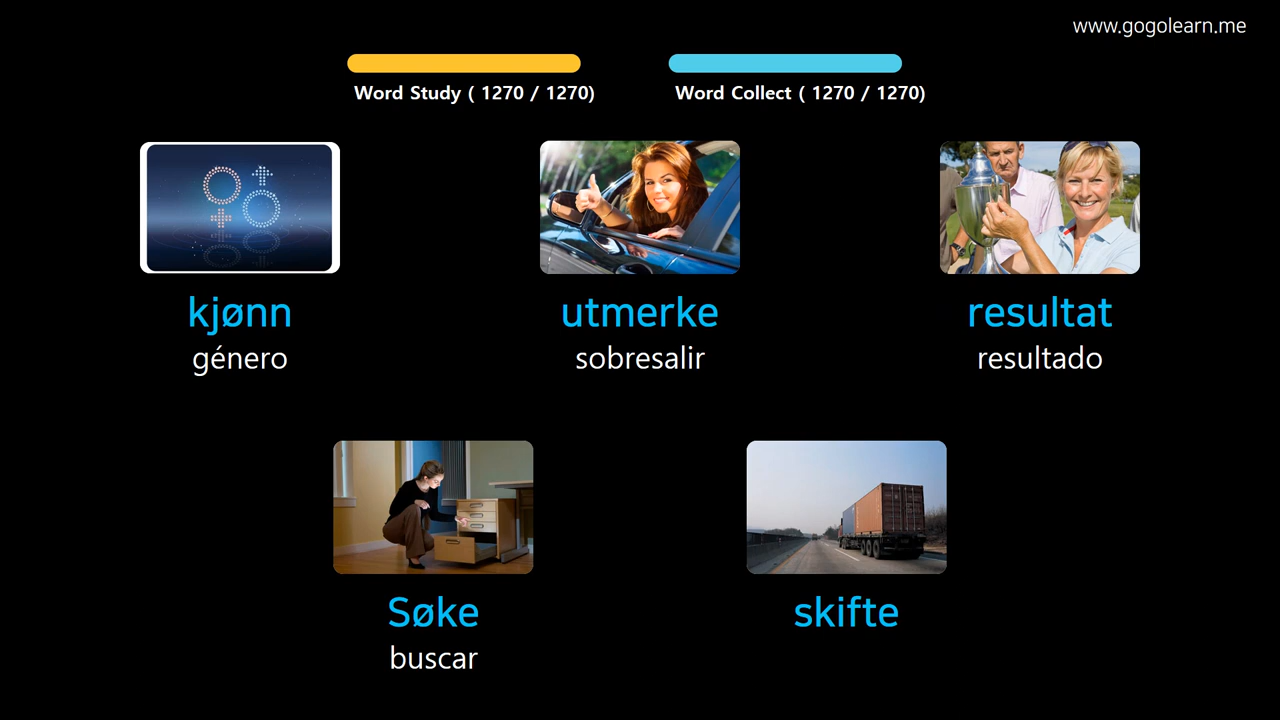 www.gogolearn.me
Word Study ( 1270 / 1270)
Word Collect ( 1270 / 1270)
kjønn
género
utmerke
sobresalir
resultat
resultado
Søke
buscar
skifte